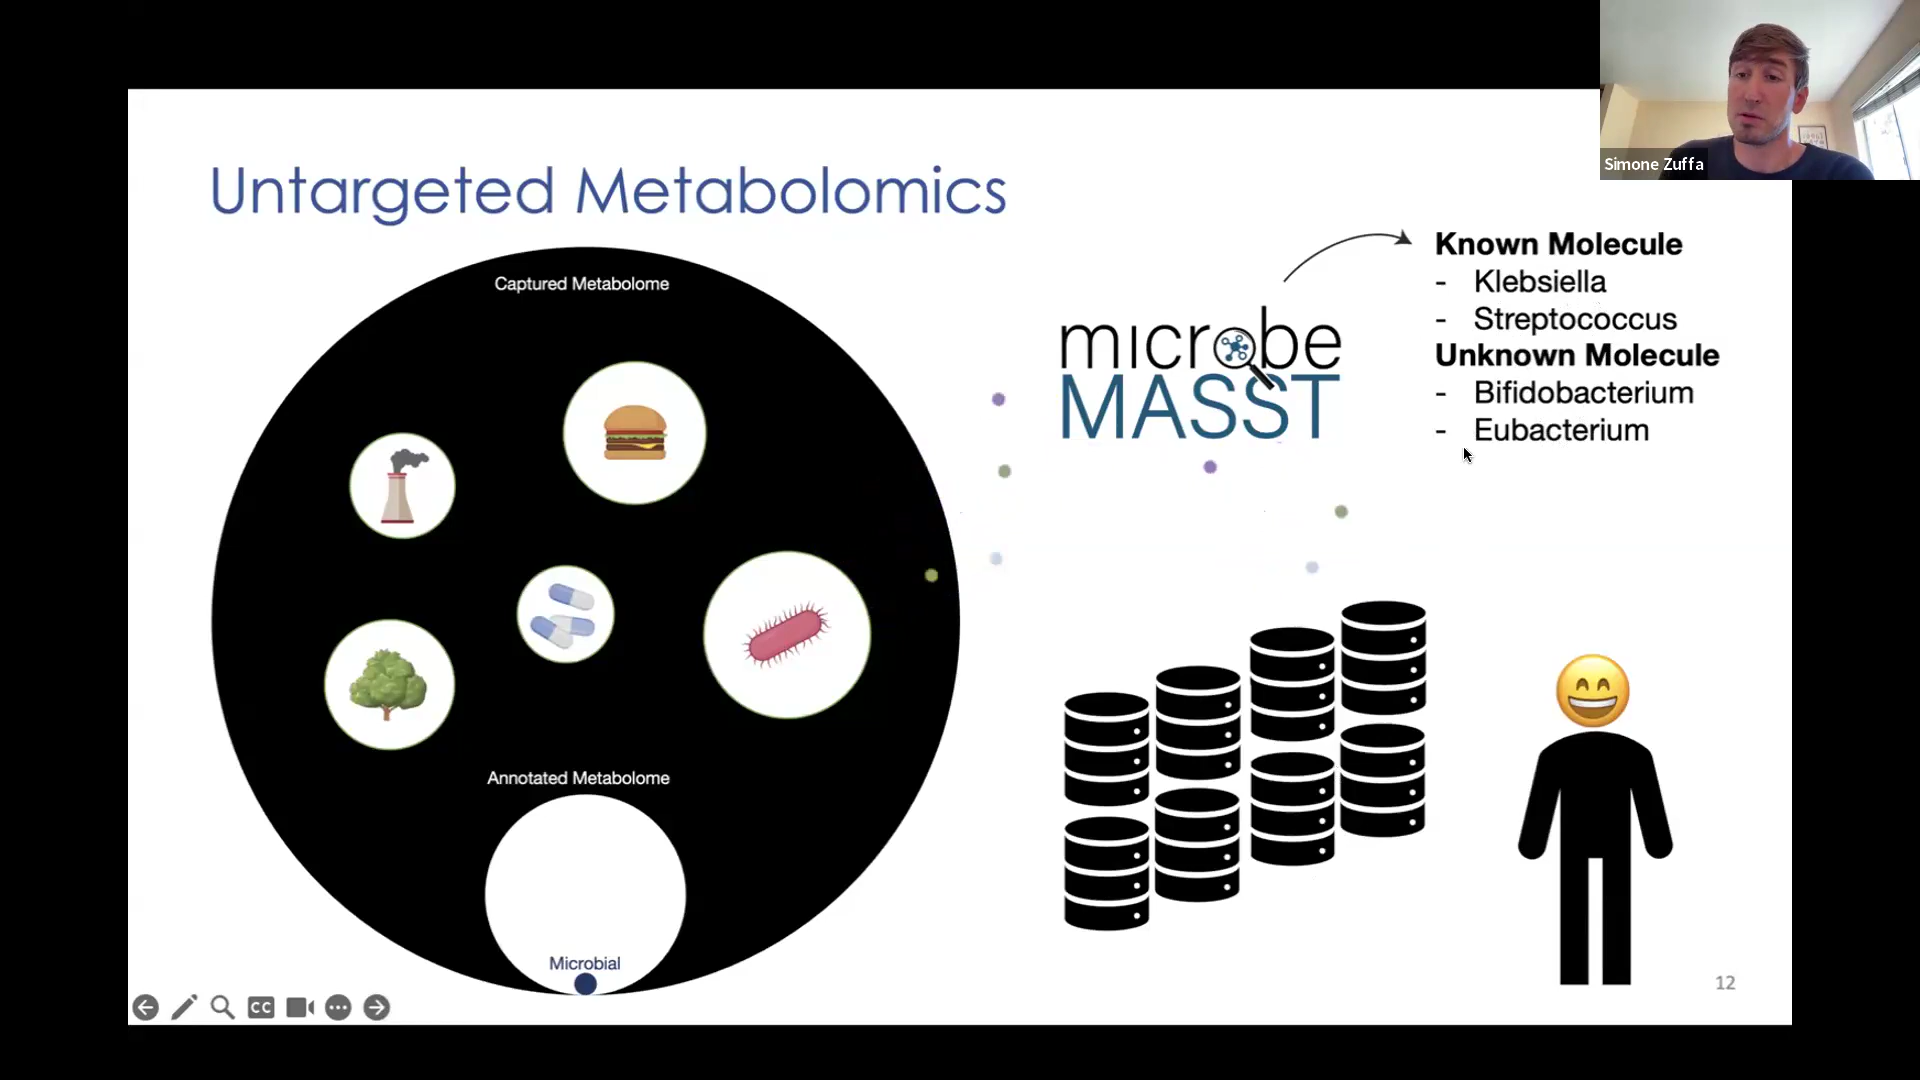 Simone Zuffa
Untargeted Metabolomics
Captured Metabolome
Annotated Metabolome
Microbial
microbe
MASST
Known Molecule
- Klebsiella
- Streptococcus
Unknown Molecule
- Bifidobacterium
- Eubacterium
CC
12